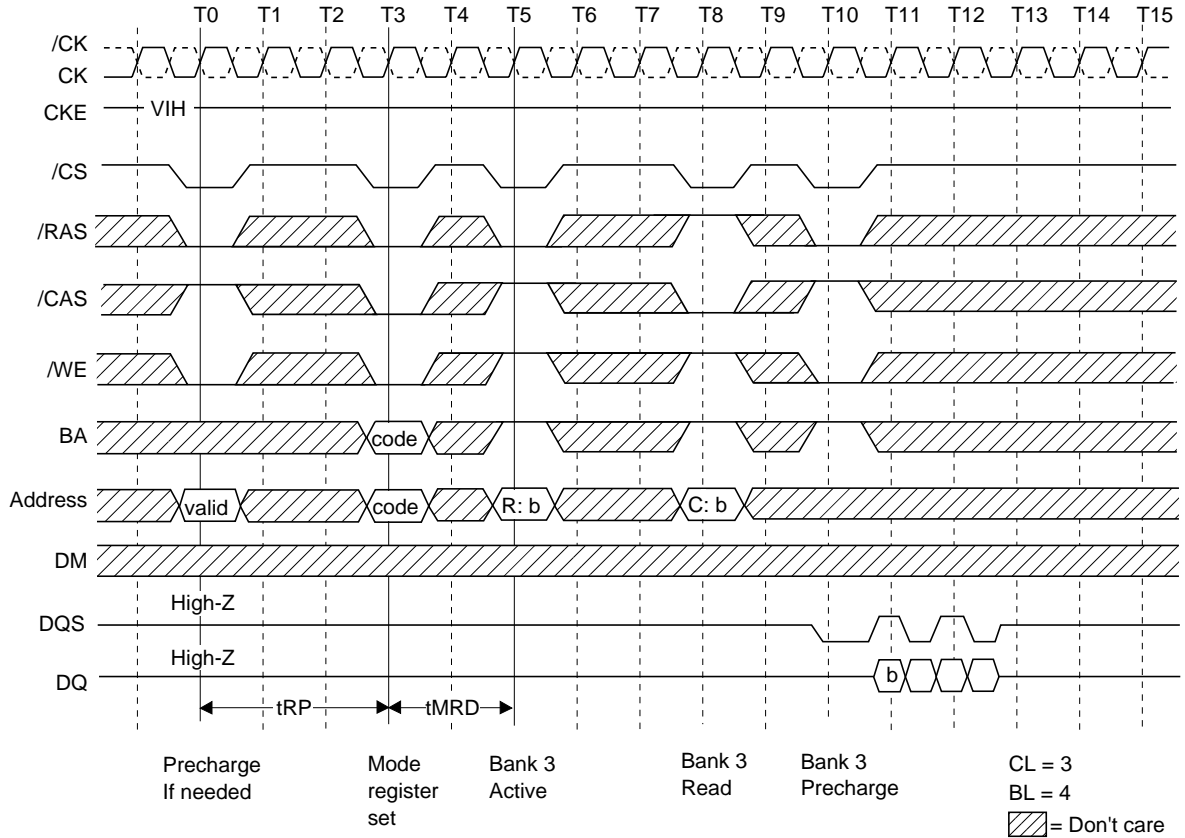 T0 T1 T2 T3 T4 T5 T6 T7 T8 T9 T10 T11 T12 T13 T14 T15
/CK
CK
CKE VIH
/CS
/RAS
/CAS
/WE
BA code
Address valid code R: b C: b
DM
High-Z
DQS
High-Z
DQ b
tRP tMRD
Precharge
If needed
Mode
register
set
Bank 3
Active
Bank 3
Read
Bank 3
Precharge
CL = 3
BL = 4
= Don't care